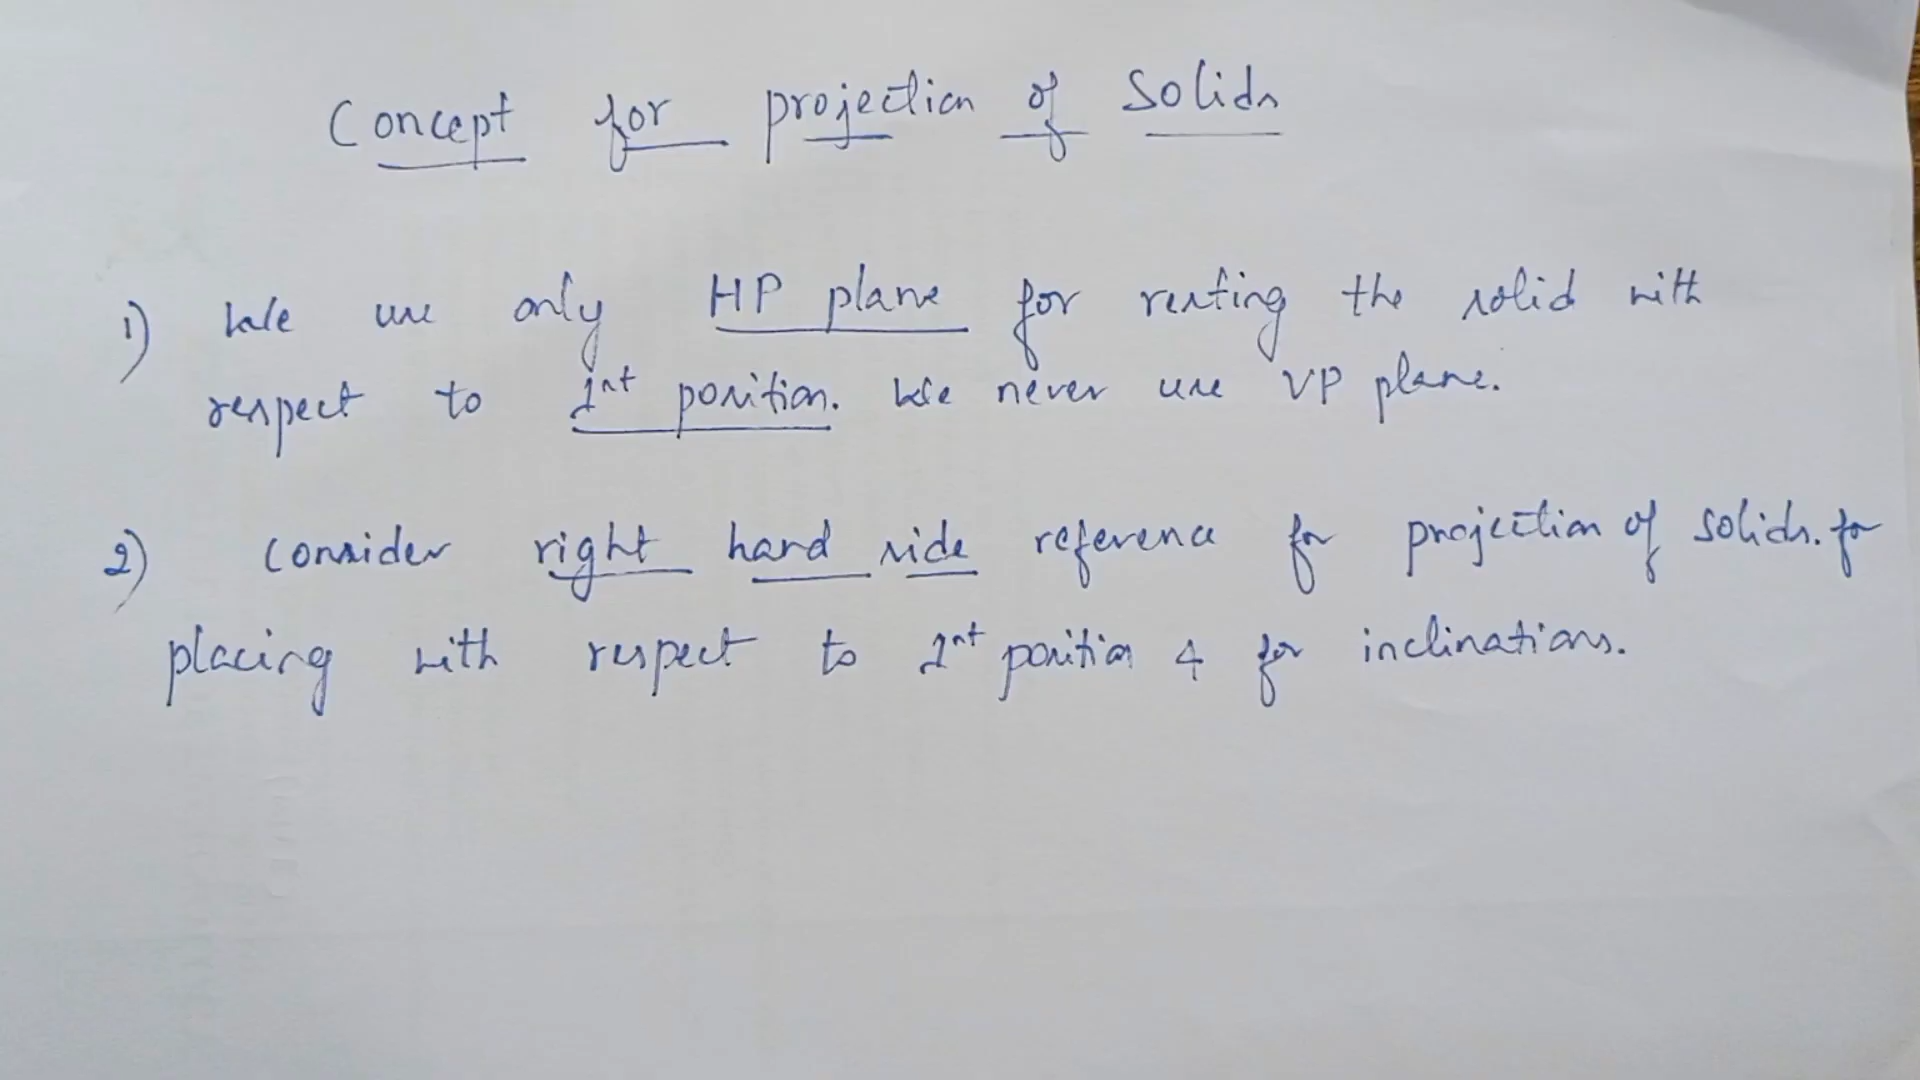 Concept for projection of Solids
1) We use only HP plane for resting the solid with
respect to 1st position. We never use VP plane.
2) Consider right hand side reference for projection of solids. for
placing with respect to 1st position & for inclinations.